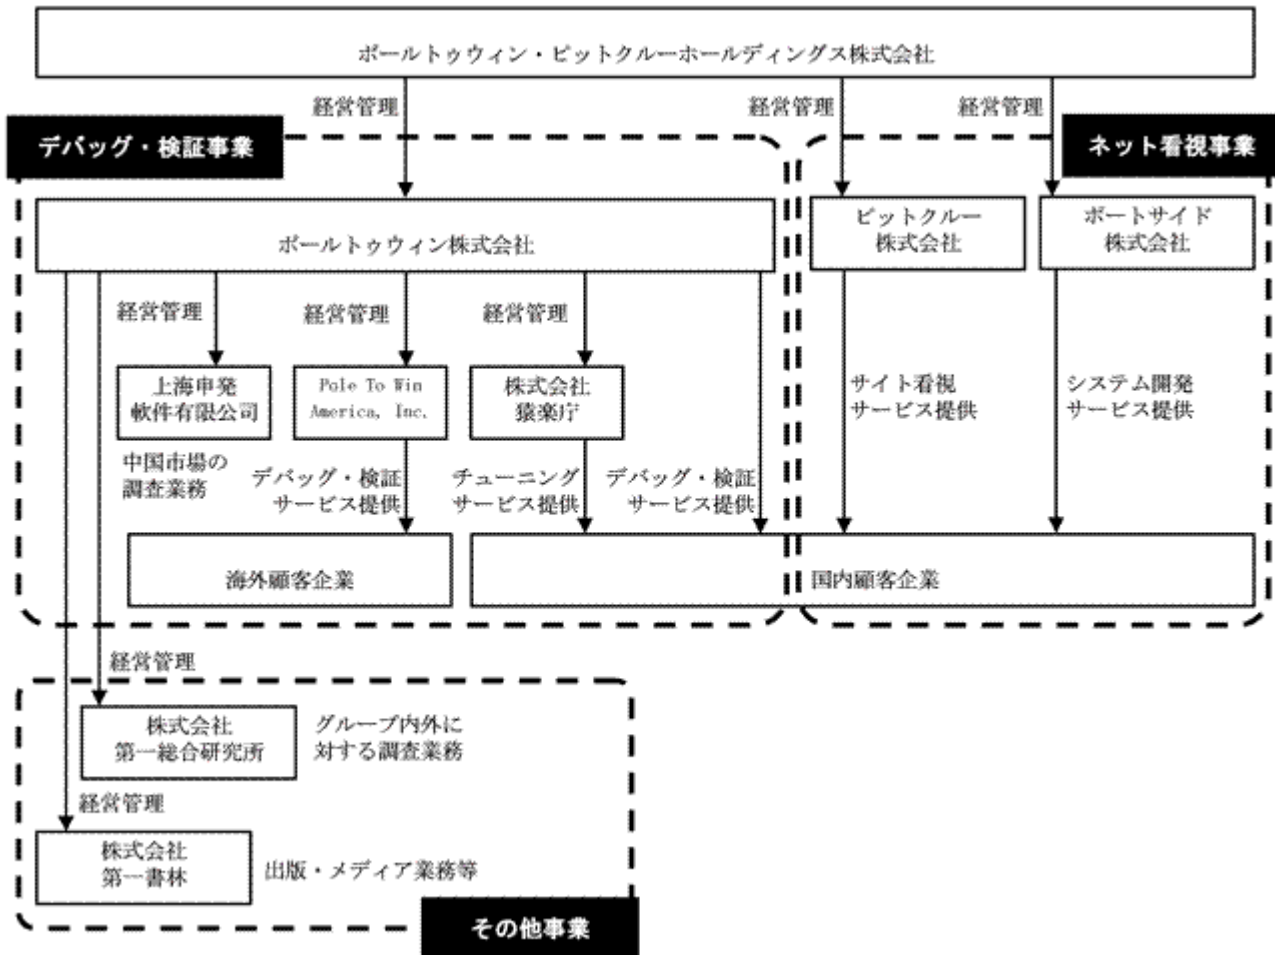 ポールトゥウィン・ピットクルーホールディングス株式会社
経営管理
経営管理
経営管理
デバッグ・検証事業
ネット看視事業
ポールトゥウィン株式会社
ピットクルー
株式会社
ポートサイド
株式会社
経営管理
経営管理
経営管理
上海申発
軟件有限公司
Pole To Win
America, Inc.
株式会社
猿楽庁
サイト看視
サービス提供
システム開発
サービス提供
中国市場の
調査業務
デバッグ・検証
サービス提供
チューニング
サービス提供
デバッグ・検証
サービス提供
海外顧客企業
国内顧客企業
経営管理
株式会社
第一総合研究所
グループ内外に
対する調査業務
経営管理
株式会社
第一書林
出版・メディア業務等
その他事業